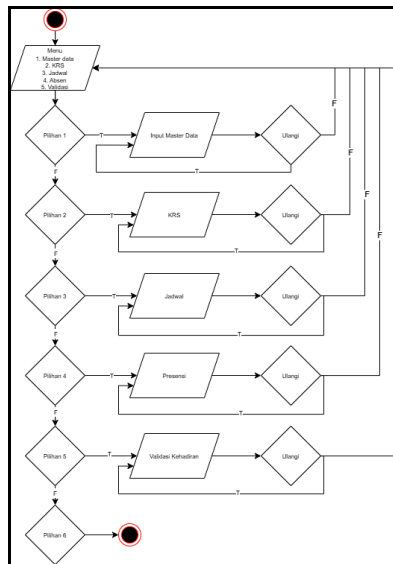 Menu
1. Master data
2. KRS
3. Jadwal
4. Absen
5. Validasi
F
Pilihan 1
T
Input Master Data
Ulangi
T
F
F
Pilihan 2
T
KRS
Ulangi
F
T
F
Pilihan 3
T
Jadwal
Ulangi
T
F
Pilihan 4
T
Presensi
Ulangi
T
F
Pilihan 5
T
Validasi Kehadiran
Ulangi
T
F
Pilihan 6